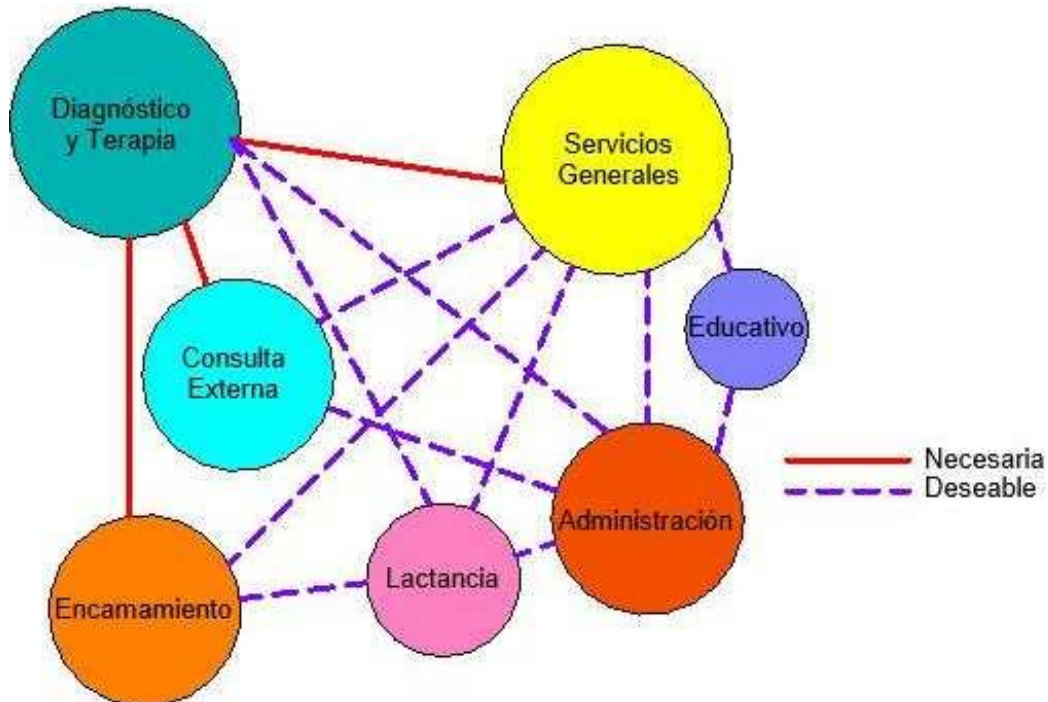 Diagnóstico
y Terapia
Servicios
Generales
Educativo
Consulta
Externa
Necesaria
Deseable
Administración
Lactancia
Encamamiento